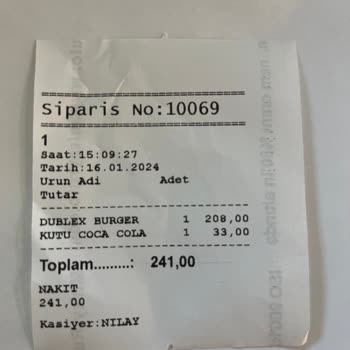 Siparis No:10069
1
Saat:15:09:27
Tarih:16.01.2024
Urun Adi Adet
Tutar
DUBLEX BURGER 1 208,00
KUTU COCA COLA 1 33,00
Toplam.........: 241,00
NAKIT
241,00
Kasiyer:NILAY